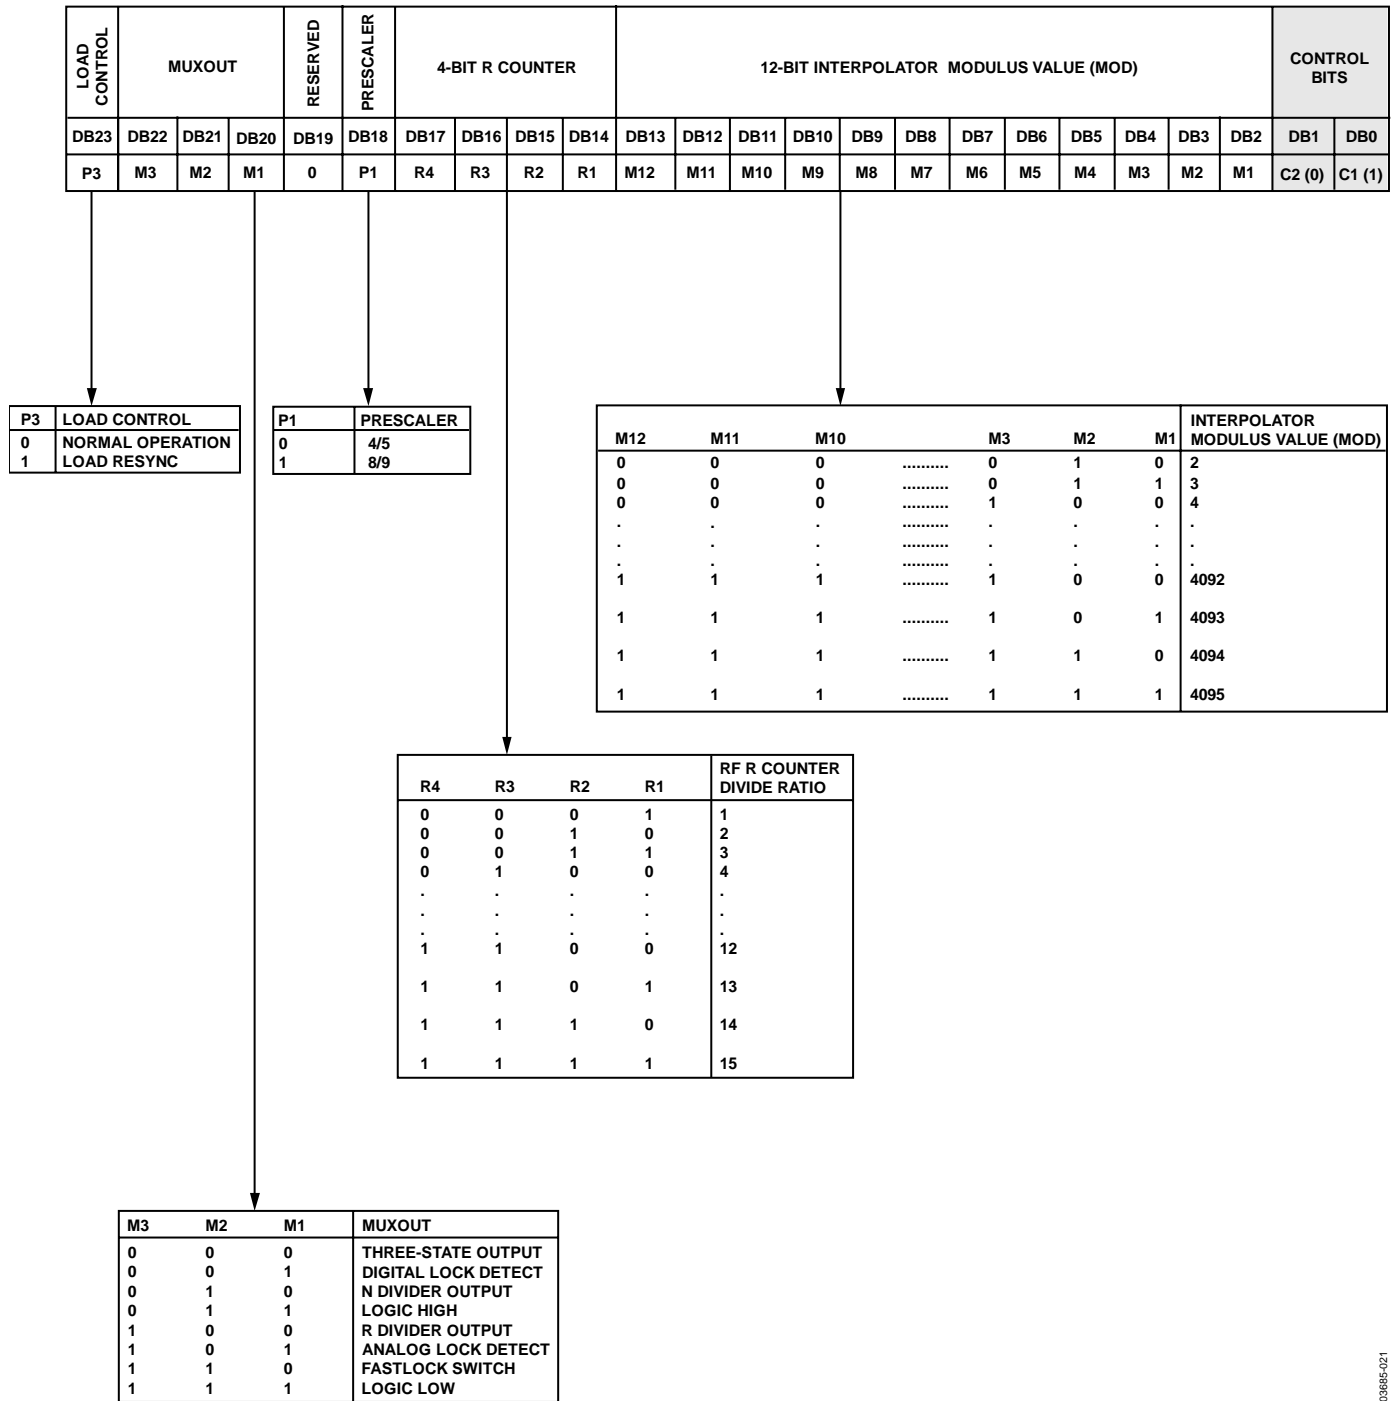 LOAD CONTROL MUXOUT RESERVED PRESCALER 4-BIT R COUNTER 12-BIT INTERPOLATOR MODULUS VALUE (MOD) CONTROL BITS
DB23 DB22 DB21 DB20 DB19 DB18 DB17 DB16 DB15 DB14 DB13 DB12 DB11 DB10 DB9 DB8 DB7 DB6 DB5 DB4 DB3 DB2 DB1 DB0
P3 M3 M2 M1 0 P1 R4 R3 R2 R1 M12 M11 M10 M9 M8 M7 M6 M5 M4 M3 M2 M1 C2 (0) C1 (1)
P3 LOAD CONTROL
0 NORMAL OPERATION
1 LOAD RESYNC
P1 PRESCALER
0 4/5
1 8/9
M12 M11 M10 M3 M2 M1 INTERPOLATOR MODULUS VALUE (MOD)
0 0 0 .......... 0 1 0 2
0 0 0 .......... 0 1 1 3
0 0 0 .......... 1 0 0 4
. . . .......... . . . .
. . . .......... . . . .
. . . .......... . . . .
1 1 1 .......... 1 0 0 4092
1 1 1 .......... 1 0 1 4093
1 1 1 .......... 1 1 0 4094
1 1 1 .......... 1 1 1 4095
R4 R3 R2 R1 RF R COUNTER DIVIDE RATIO
0 0 0 1 1
0 0 1 0 2
0 0 1 1 3
0 1 0 0 4
. . . . .
. . . . .
. . . . .
1 1 0 0 12
1 1 0 1 13
1 1 1 0 14
1 1 1 1 15
M3 M2 M1 MUXOUT
0 0 0 THREE-STATE OUTPUT
0 0 1 DIGITAL LOCK DETECT
0 1 0 N DIVIDER OUTPUT
0 1 1 LOGIC HIGH
1 0 0 R DIVIDER OUTPUT
1 0 1 ANALOG LOCK DETECT
1 1 0 FASTLOCK SWITCH
1 1 1 LOGIC LOW
03685-021